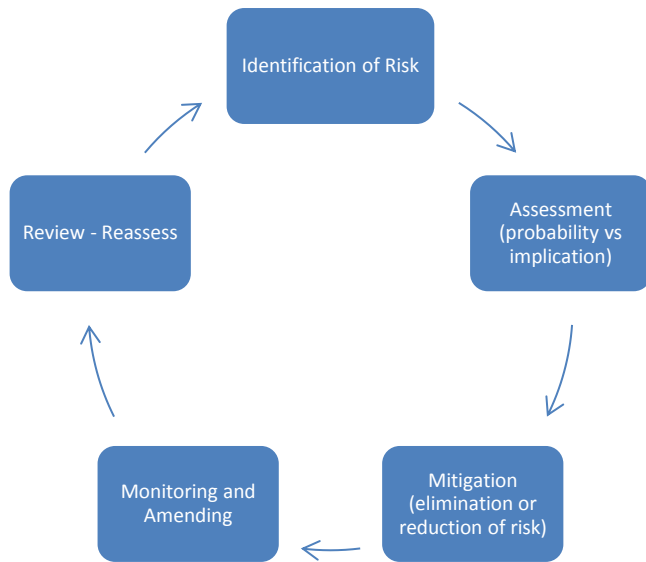 Identification of Risk
Assessment
(probability vs
implication)
Mitigation
(elimination or
reduction of risk)
Monitoring and
Amending
Review - Reassess